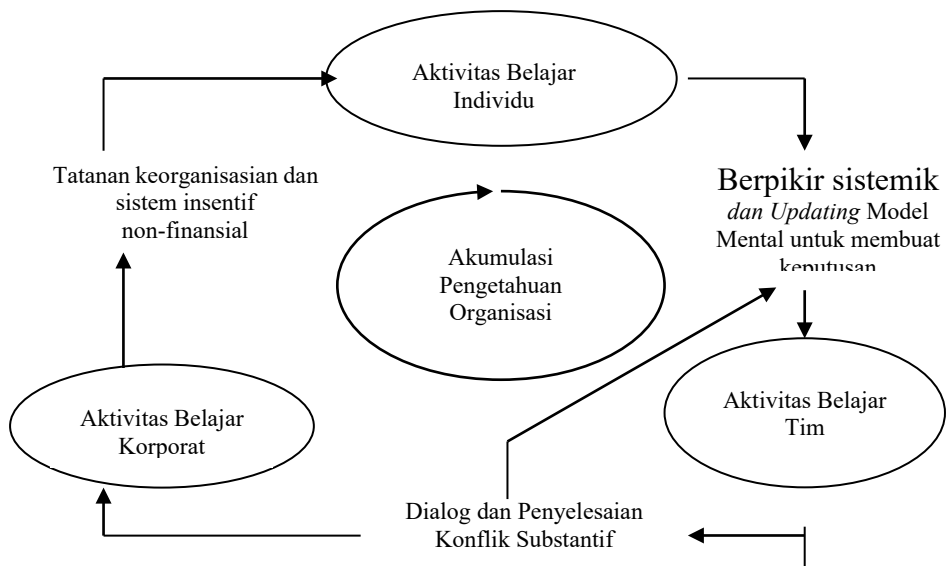 Aktivitas Belajar
Individu
Tatanan keorganisasian dan
sistem insentif
non-finansial
Berpikir sistemik
dan Updating Model
Mental untuk membuat
keputusan
Akumulasi
Pengetahuan
Organisasi
Aktivitas Belajar
Korporat
Aktivitas Belajar
Tim
Dialog dan Penyelesaian
Konflik Substantif